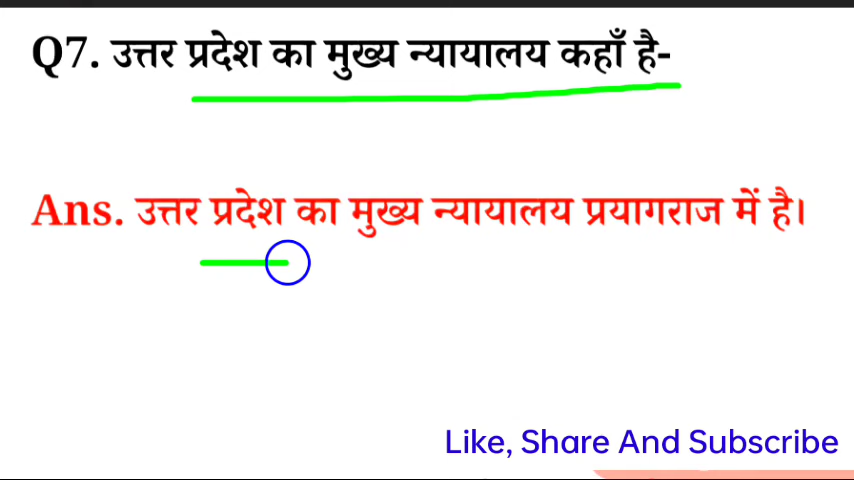 Q7. उत्तर प्रदेश का मुख्य न्यायालय कहाँ है-
Ans. उत्तर प्रदेश का मुख्य न्यायालय प्रयागराज में है।
Like, Share And Subscribe